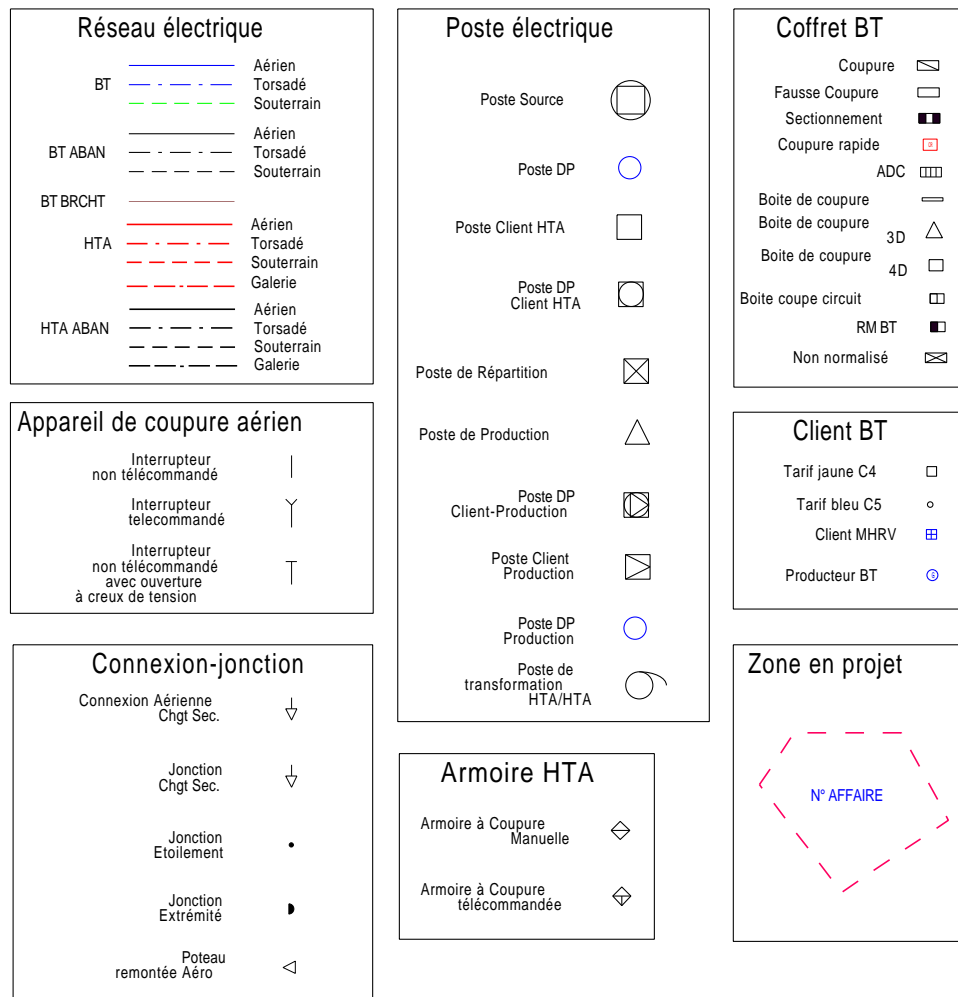 Réseau électrique
BT
Aérien
Torsadé
Souterrain
BT ABAN
Aérien
Torsadé
Souterrain
BT BRCHT
HTA
Aérien
Torsadé
Souterrain
Galerie
HTA ABAN
Aérien
Torsadé
Souterrain
Galerie
Appareil de coupure aérien
Interrupteur
non télécommandé
Interrupteur
telecommandé
Interrupteur
non télécommandé
avec ouverture
à creux de tension
Connexion-jonction
Connexion Aérienne
Chgt Sec.
Jonction
Chgt Sec.
Jonction
Etoilement
Jonction
Extrémité
Poteau
remontée Aéro
Poste électrique
Poste Source
Poste DP
Poste Client HTA
Poste DP
Client HTA
Poste de Répartition
Poste de Production
Poste DP
Client-Production
Poste Client
Production
Poste DP
Production
Poste de
transformation
HTA/HTA
Armoire HTA
Armoire à Coupure
Manuelle
Armoire à Coupure
télécommandée
Coffret BT
Coupure
Fausse Coupure
Sectionnement
Coupure rapide
ADC
Boite de coupure
Boite de coupure
3D
Boite de coupure
4D
Boite coupe circuit
RM BT
Non normalisé
Client BT
Tarif jaune C4
Tarif bleu C5
Client MHRV
Producteur BT
Zone en projet
N° AFFAIRE